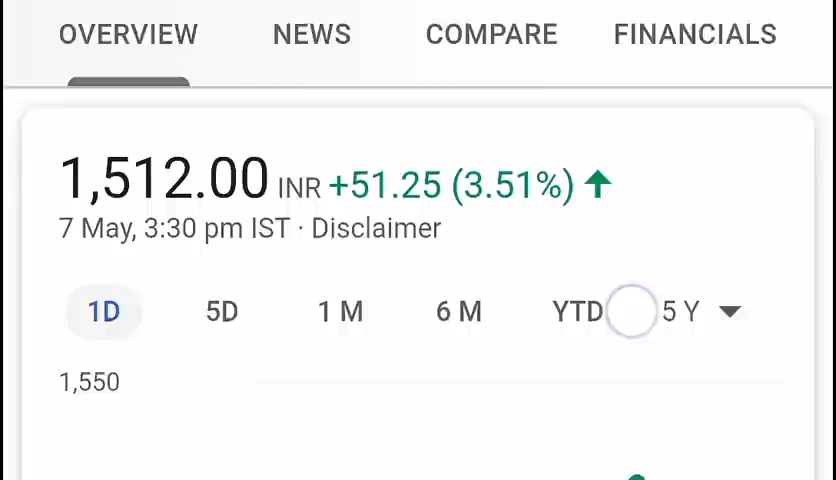 OVERVIEW NEWS COMPARE FINANCIALS
1,512.00 INR +51.25 (3.51%)
7 May, 3:30 pm IST · Disclaimer
1D 5D 1 M 6 M YTD 5 Y
1,550